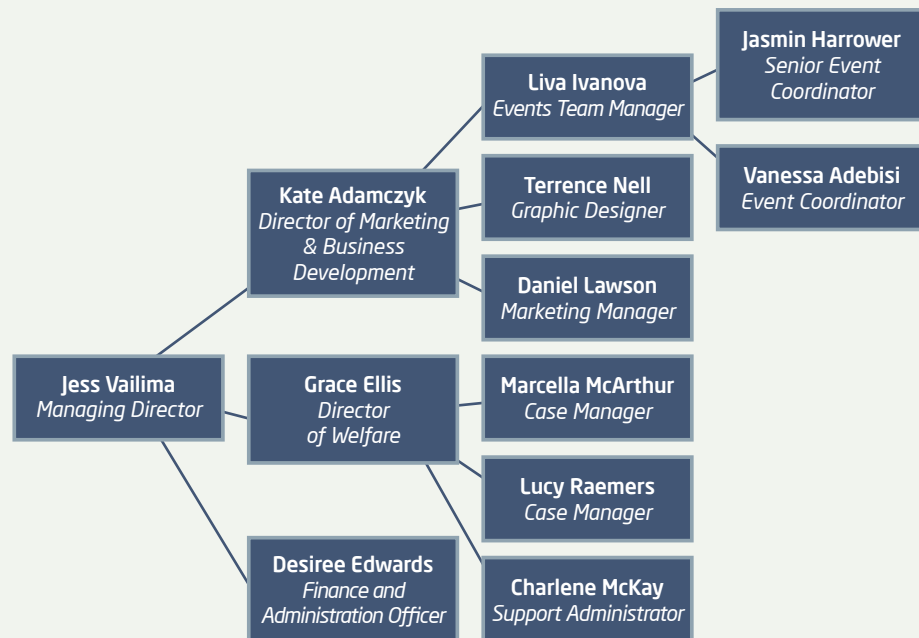 Jess Vailima
Managing Director
Kate Adamczyk
Director of Marketing
& Business
Development
Grace Ellis
Director
of Welfare
Desiree Edwards
Finance and
Administration Officer
Liva Ivanova
Events Team Manager
Terrence Nell
Graphic Designer
Daniel Lawson
Marketing Manager
Marcella McArthur
Case Manager
Lucy Raemers
Case Manager
Charlene McKay
Support Administrator
Jasmin Harrower
Senior Event
Coordinator
Vanessa Adebisi
Event Coordinator